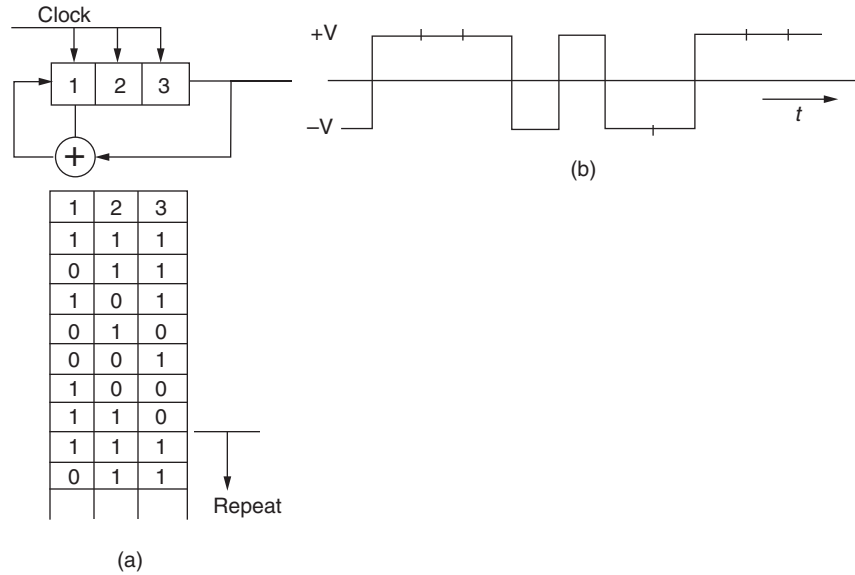 Clock
1 2 3
+
1 2 3
1 1 1
0 1 1
1 0 1
0 1 0
0 0 1
1 0 0
1 1 0
1 1 1
0 1 1
Repeat
(a)
+V
–V
t
(b)